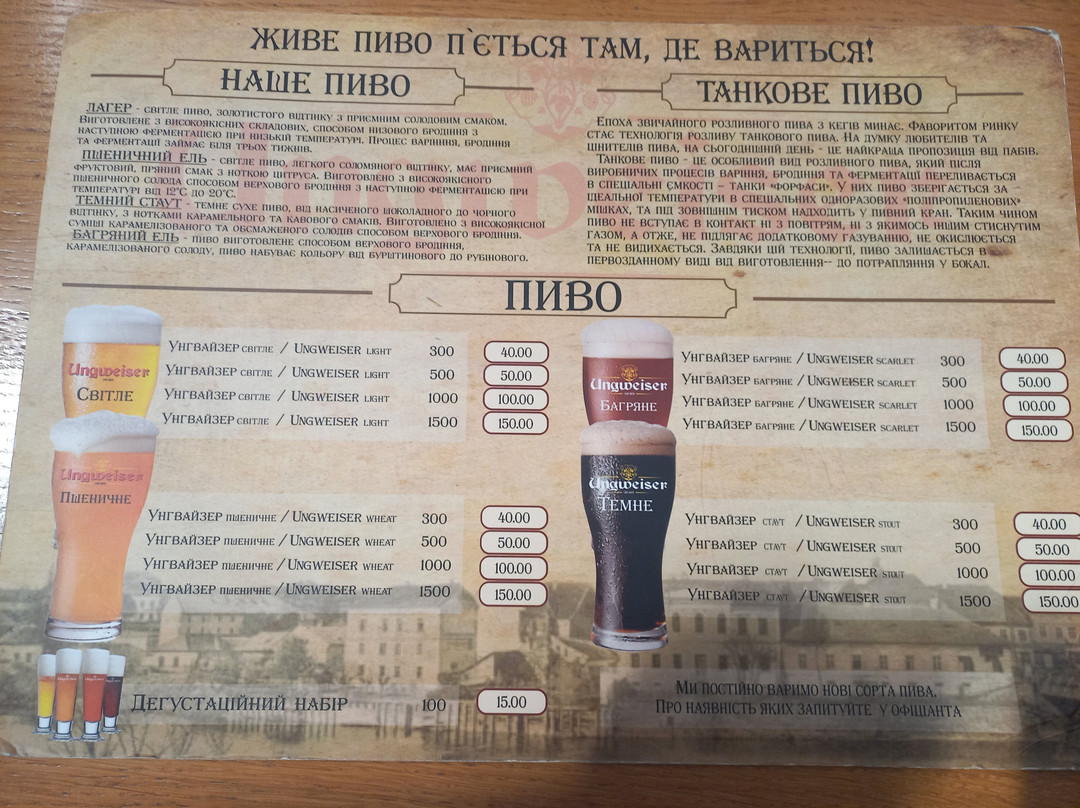 ЖИВЕ ПИВО П`ЄТЬСЯ ТАМ, ДЕ ВАРИТЬСЯ!
НАШЕ ПИВО
ЛАГЕР - СВІТЛЕ ПИВО, ЗОЛОТИСТОГО ВІДТІНКУ З ПРИЄМНИМ СОЛОДОВИМ СМАКОМ.
ВИГОТОВЛЕНЕ З ВИСОКОЯКІСНИХ СКЛАДОВИХ, СПОСОБОМ НИЗОВОГО БРОДІННЯ З
НАСТУПНОЮ ФЕРМЕНТАЦІЄЮ ПРИ НИЗЬКІЙ ТЕМПЕРАТУРІ. ПРОЦЕС ВАРІННЯ, БРОДІННЯ
ТА ФЕРМЕНТАЦІЇ ЗАЙМАЄ БІЛЯ ТРЬОХ ТИЖНІВ.
ПШЕНИЧНИЙ ЕЛЬ - СВІТЛЕ ПИВО, ЛЕГКОГО СОЛОМЯНОГО ВІДТІНКУ, МАЄ ПРИЄМНИЙ
ФРУКТОВИЙ, ПРЯНИЙ СМАК З НОТКОЮ ЦИТРУСА. ВИГОТОВЛЕНО З ВИСОКОЯКІСНОГО
ПШЕНИЧНОГО СОЛОДА СПОСОБОМ ВЕРХОВОГО БРОДІННЯ З НАСТУПНОЮ ФЕРМЕНТАЦІЄЮ ПРИ
ТЕМПЕРАТУРІ ВІД 12°С ДО 20°С.
ТЕМНИЙ СТАУТ - ТЕМНЕ СУХЕ ПИВО, ВІД НАСИЧЕНОГО ШОКОЛАДНОГО ДО ЧОРНОГО
ВІДТІНКУ, З НОТКАМИ КАРАМЕЛЬНОГО ТА КАВОВОГО СМАКІВ. ВИГОТОВЛЕНО З ВИСОКОЯКІСНОЇ
СУМІШІ КАРАМЕЛІЗОВАНОГО ТА ОБСМАЖЕНОГО СОЛОДІВ СПОСОБОМ ВЕРХОВОГО БРОДІННЯ.
БАГРЯНИЙ ЕЛЬ - ПИВО ВИГОТОВЛЕНЕ СПОСОБОМ ВЕРХОВОГО БРОДІННЯ,
КАРАМЕЛІЗОВАНОГО СОЛОДУ, ПИВО НАБУВАЄ КОЛЬОРУ ВІД БУРШТИНОВОГО ДО РУБІНОВОГО.
ТАНКОВЕ ПИВО
ЕПОХА ЗВИЧАЙНОГО РОЗЛИВНОГО ПИВА З КЕГІВ МИНАЄ. ФАВОРИТОМ РИНКУ
СТАЄ ТЕХНОЛОГІЯ РОЗЛИВУ ТАНКОВОГО ПИВА. НА ДУМКУ ЛЮБИТЕЛІВ ТА
ЦІНИТЕЛІВ ПИВА, НА СЬОГОДНІШНІЙ ДЕНЬ - ЦЕ НАЙКРАЩА ПРОПОЗИЦІЯ ВІД ПАБІВ.
ТАНКОВЕ ПИВО - ЦЕ ОСОБЛИВИЙ ВИД РОЗЛИВНОГО ПИВА, ЯКИЙ ПІСЛЯ
ВИРОБНИЧИХ ПРОЦЕСІВ ВАРІННЯ, БРОДІННЯ ТА ФЕРМЕНТАЦІЇ ПЕРЕЛИВАЄТЬСЯ
В СПЕЦІАЛЬНІ ЄМКОСТІ – ТАНКИ "ФОРФАСИ". У НИХ ПИВО ЗБЕРІГАЄТЬСЯ ЗА
ІДЕАЛЬНОЇ ТЕМПЕРАТУРИ В СПЕЦІАЛЬНИХ ОДНОРАЗОВИХ "ПОЛІПРОПИЛЕНОВИХ"
МІШКАХ, ТА ПІД ЗОВНІШНІМ ТИСКОМ НАДХОДИТЬ У ПИВНИЙ КРАН. ТАКИМ ЧИНОМ
ПИВО НЕ ВСТУПАЄ В КОНТАКТ НІ З ПОВІТРЯМ, НІ З ЯКИМОСЬ ІНШИМ СТИСНУТИМ
ГАЗОМ, А ОТЖЕ, НЕ ПІДЛЯГАЄ ДОДАТКОВОМУ ГАЗУВАННЮ, НЕ ОКИСЛЮЄТЬСЯ
ТА НЕ ВИДИХАЄТЬСЯ. ЗАВДЯКИ ЦІЙ ТЕХНОЛОГІЇ, ПИВО ЗАЛИШАЄТЬСЯ В
ПЕРВОЗДАННОМУ ВИДІ ВІД ВИГОТОВЛЕННЯ-- ДО ПОТРАПЛЯННЯ У БОКАЛ.
ПИВО
Ungweiser
СВІТЛЕ
УНГВАЙЗЕР СВІТЛЕ / UNGWEISER LIGHT 300 40.00
УНГВАЙЗЕР СВІТЛЕ / UNGWEISER LIGHT 500 50.00
УНГВАЙЗЕР СВІТЛЕ / UNGWEISER LIGHT 1000 100.00
УНГВАЙЗЕР СВІТЛЕ / UNGWEISER LIGHT 1500 150.00
Ungweiser
БАГРЯНЕ
УНГВАЙЗЕР БАГРЯНЕ / UNGWEISER SCARLET 300 40.00
УНГВАЙЗЕР БАГРЯНЕ / UNGWEISER SCARLET 500 50.00
УНГВАЙЗЕР БАГРЯНЕ / UNGWEISER SCARLET 1000 100.00
УНГВАЙЗЕР БАГРЯНЕ / UNGWEISER SCARLET 1500 150.00
Ungweiser
ПШЕНИЧНЕ
УНГВАЙЗЕР ПШЕНИЧНЕ / UNGWEISER WHEAT 300 40.00
УНГВАЙЗЕР ПШЕНИЧНЕ / UNGWEISER WHEAT 500 50.00
УНГВАЙЗЕР ПШЕНИЧНЕ / UNGWEISER WHEAT 1000 100.00
УНГВАЙЗЕР ПШЕНИЧНЕ / UNGWEISER WHEAT 1500 150.00
Ungweiser
ТЕМНЕ
УНГВАЙЗЕР СТАУТ / UNGWEISER STOUT 300 40.00
УНГВАЙЗЕР СТАУТ / UNGWEISER STOUT 500 50.00
УНГВАЙЗЕР СТАУТ / UNGWEISER STOUT 1000 100.00
УНГВАЙЗЕР СТАУТ / UNGWEISER STOUT 1500 150.00
ДЕГУСТАЦІЙНИЙ НАБІР 100 15.00
МИ ПОСТІЙНО ВАРИМО НОВІ СОРТА ПИВА.
ПРО НАЯВНІСТЬ ЯКИХ ЗАПИТУЙТЕ У ОФІЦІАНТА